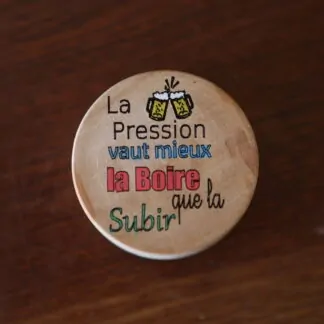 La
Pression
vaut mieux
la Boire
que la
Subir